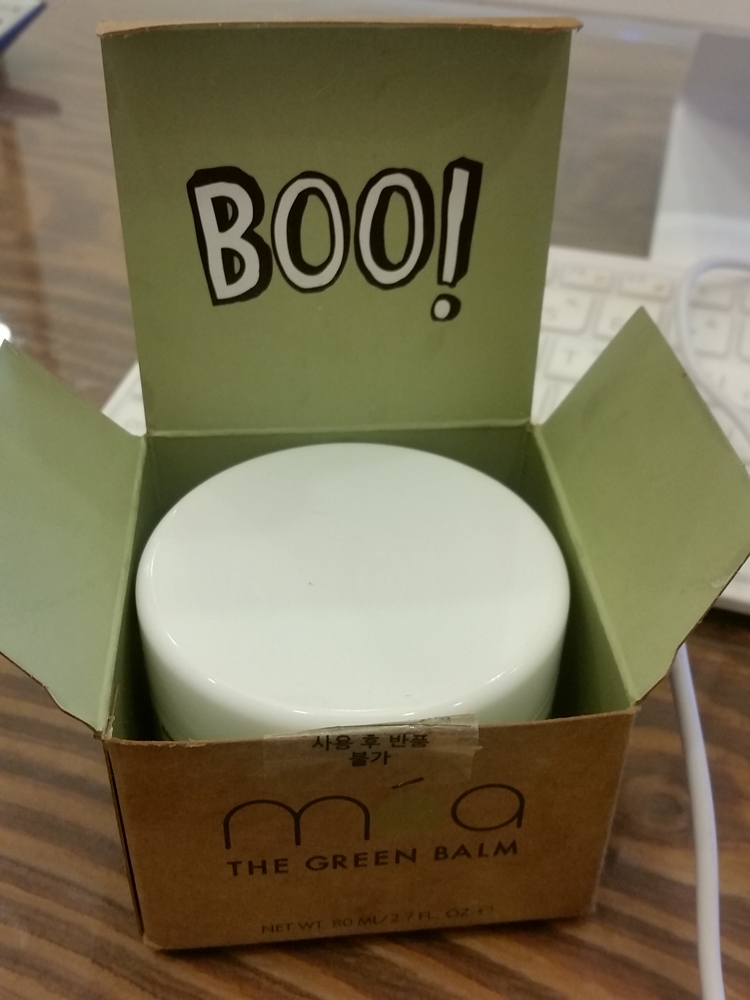 BOO!
사용 후 반품
불가
móa
THE GREEN BALM
NET WT. 80 ML/2.7 FL. OZ ℮